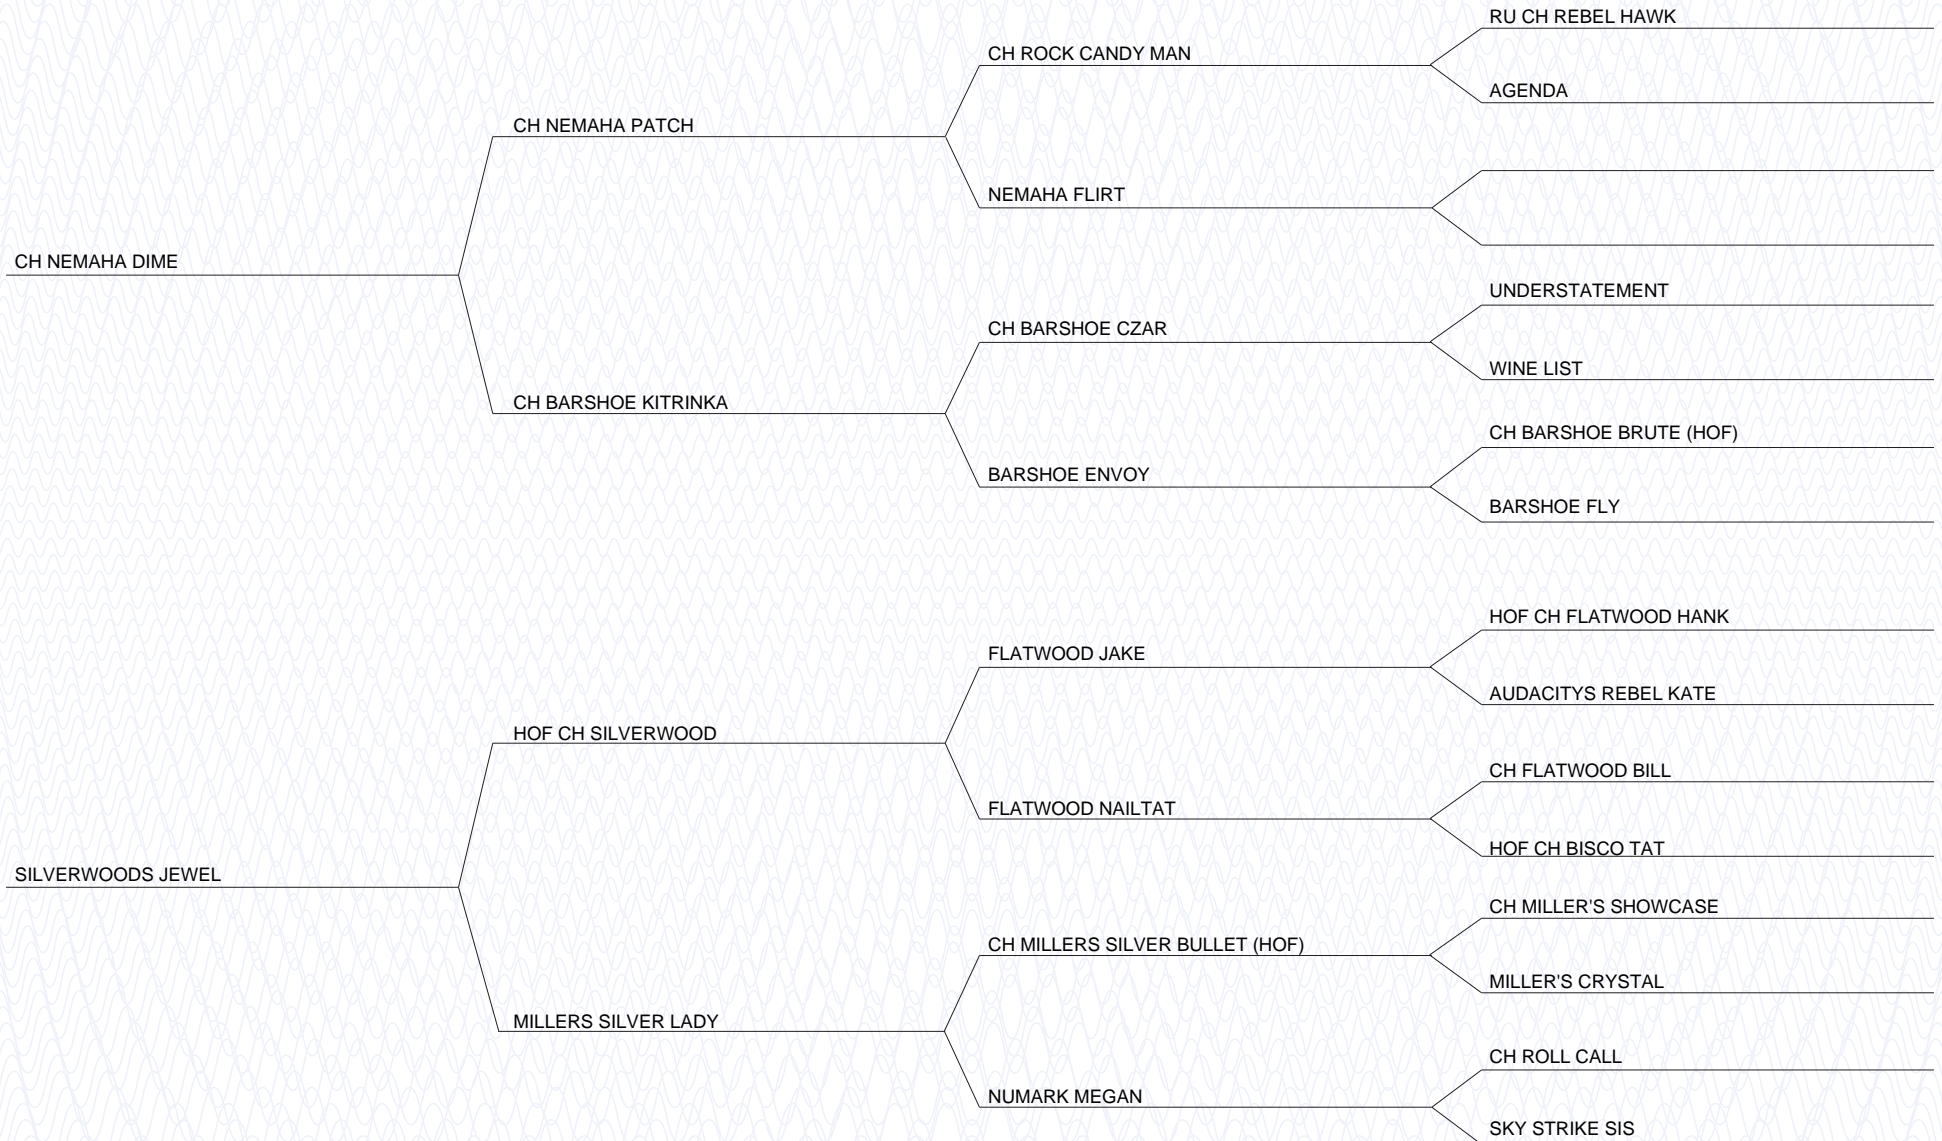 RU CH REBEL HAWK
CH ROCK CANDY MAN
AGENDA
CH NEMAHA PATCH
NEMAHA FLIRT
CH NEMAHA DIME
UNDERSTATEMENT
CH BARSHOE CZAR
WINE LIST
CH BARSHOE KITRINKA
CH BARSHOE BRUTE (HOF)
BARSHOE ENVOY
BARSHOE FLY
HOF CH FLATWOOD HANK
FLATWOOD JAKE
AUDACITYS REBEL KATE
HOF CH SILVERWOOD
CH FLATWOOD BILL
FLATWOOD NAILTAT
HOF CH BISCO TAT
SILVERWOODS JEWEL
CH MILLER'S SHOWCASE
CH MILLERS SILVER BULLET (HOF)
MILLER'S CRYSTAL
MILLERS SILVER LADY
CH ROLL CALL
NUMARK MEGAN
SKY STRIKE SIS